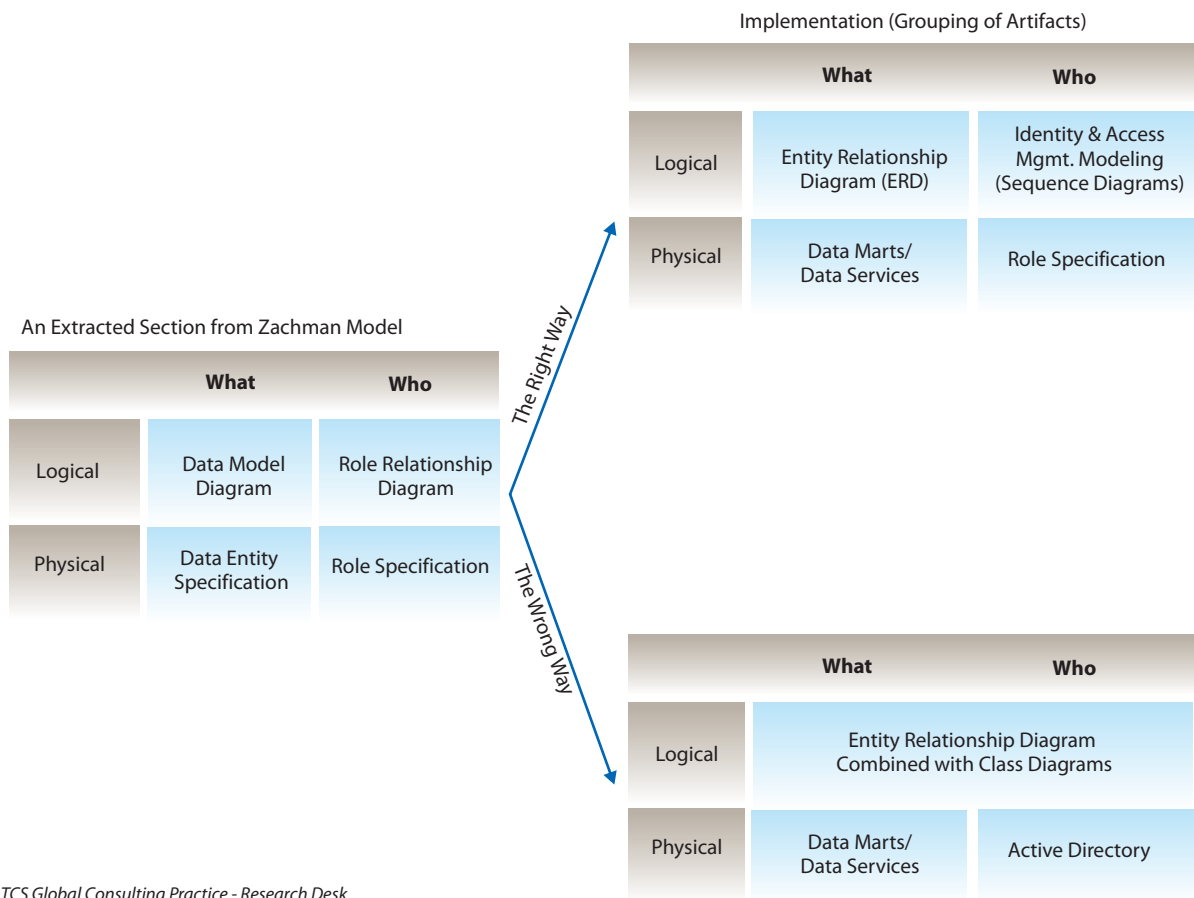 Implementation (Grouping of Artifacts)
What Who
Logical
Entity Relationship
Diagram (ERD)
Identity & Access
Mgmt. Modeling
(Sequence Diagrams)
Physical
Data Marts/
Data Services
Role Specification
The Right Way
An Extracted Section from Zachman Model
What Who
Logical
Data Model
Diagram
Role Relationship
Diagram
Physical
Data Entity
Specification
Role Specification
The Wrong Way
What Who
Logical
Entity Relationship Diagram
Combined with Class Diagrams
Physical
Data Marts/
Data Services
Active Directory
TCS Global Consulting Practice - Research Desk